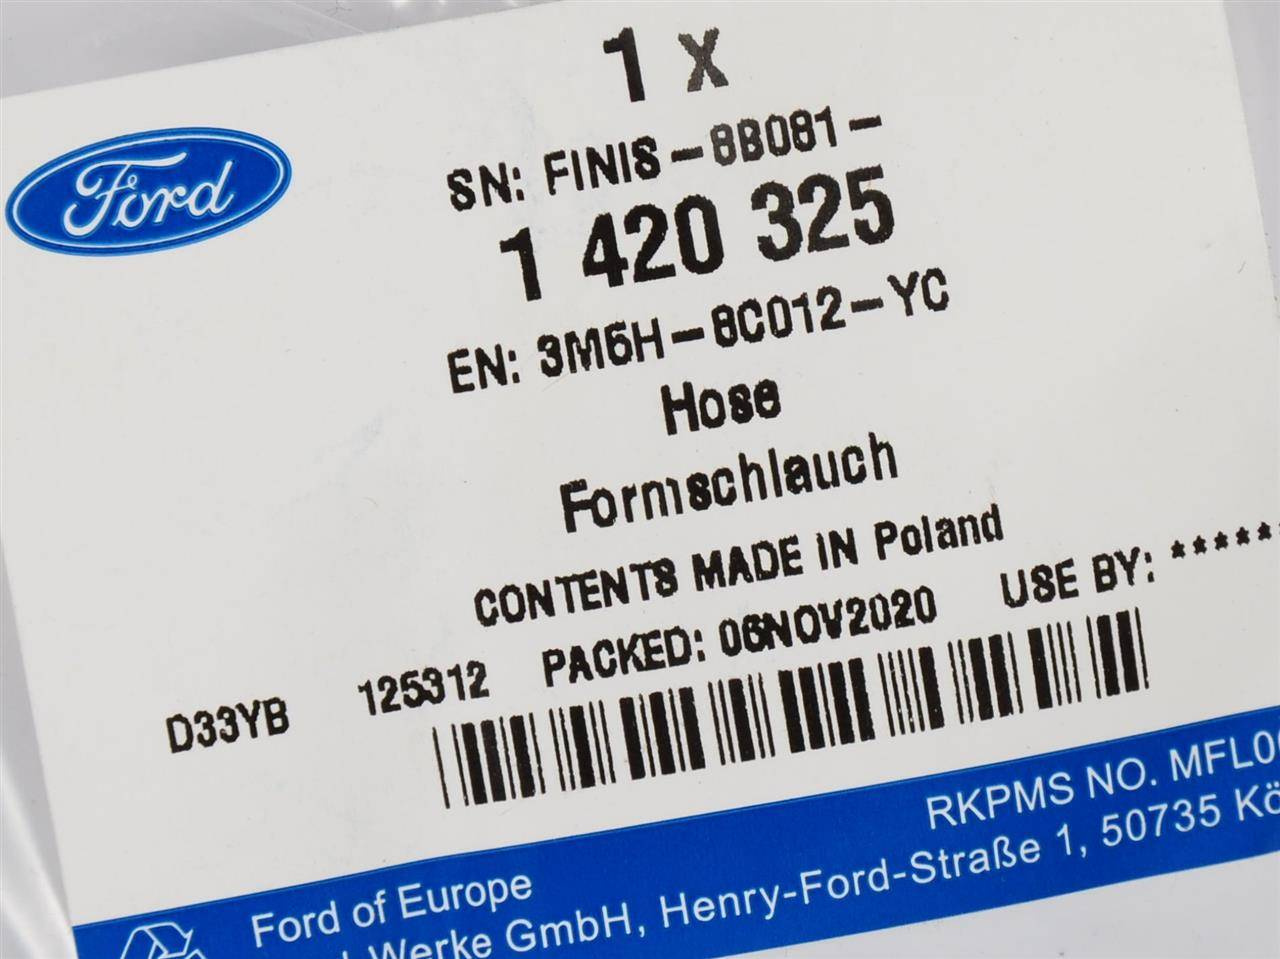 1 X
Ford
SN: FINIS-8B081-
1 420 325
EN: 3M5H-8C012-YC
Hose
Formschlauch
CONTENTS MADE IN Poland
PACKED: 06NOV2020 USE BY: ******
D33YB 125312
RKPMS NO. MFL0
Ford of Europe
Werke GmbH, Henry-Ford-Straße 1, 50735 Kö